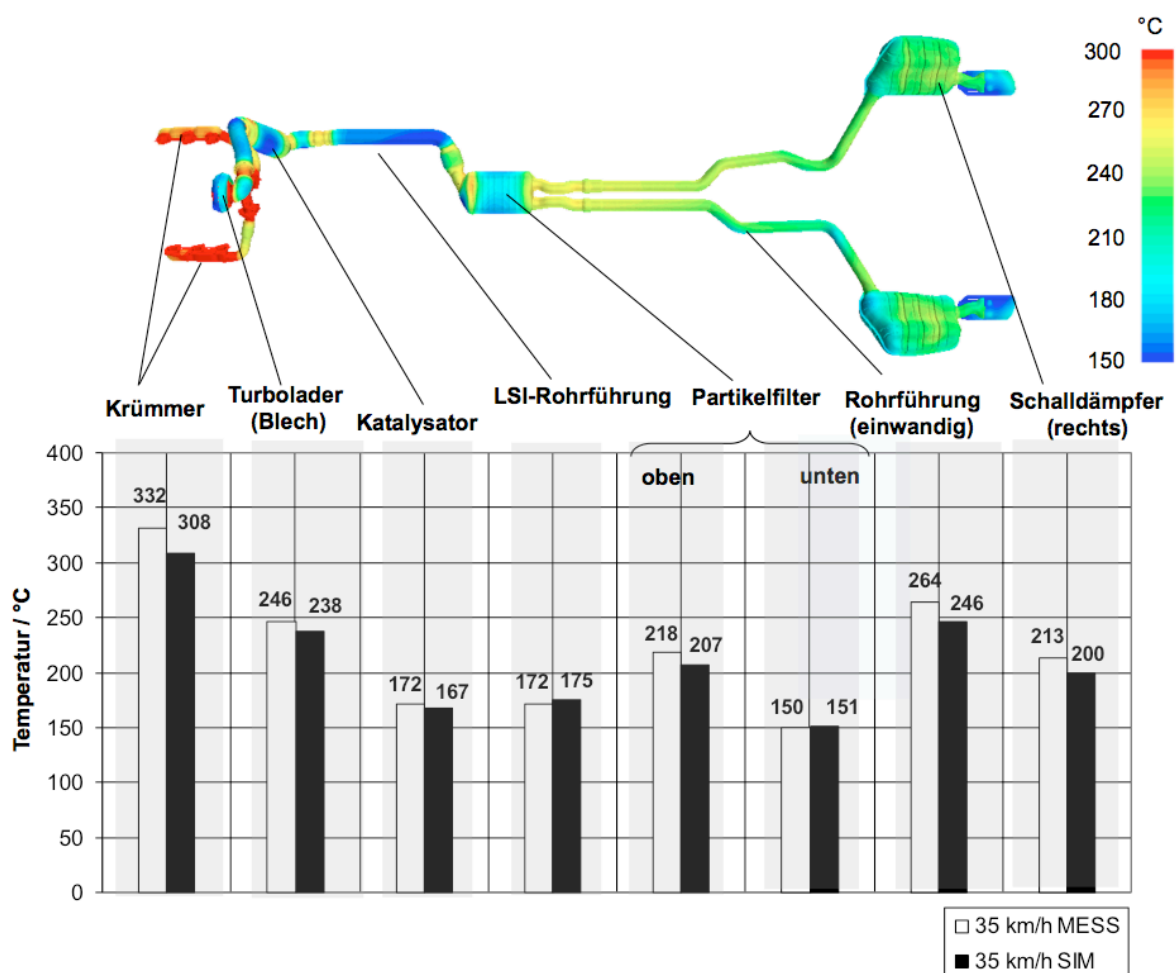 °C
300
270
240
210
180
150
Krümmer
Turbolader
(Blech)
Katalysator
LSI-Rohrführung
Partikelfilter
Rohrführung
(einwandig)
Schalldämpfer
(rechts)
oben
unten
Temperatur / °C
400
350
300
250
200
150
100
50
0
332
308
246
238
172
167
172
175
218
207
150
151
264
246
213
200
35 km/h MESS
35 km/h SIM